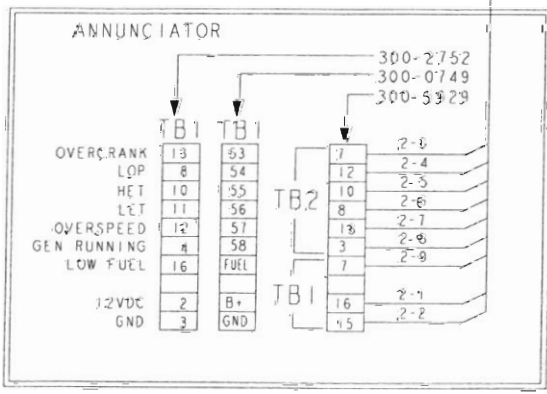 ANNUNCIATOR
300-2752
300-0749
300-5929
TB1 TB1
OVERCRANK 13 53 7 2-3
LOP 8 54 12 2-4
HET 10 55 10 2-5
TB2
LET 11 56 8 2-6
OVERSPEED 12 57 13 2-7
GEN RUNNING 4 58 3 2-8
LOW FUEL 16 FUEL 7 2-9
TB1
12VDC 2 B+ 16 2-1
GND 3 GND 15 2-2